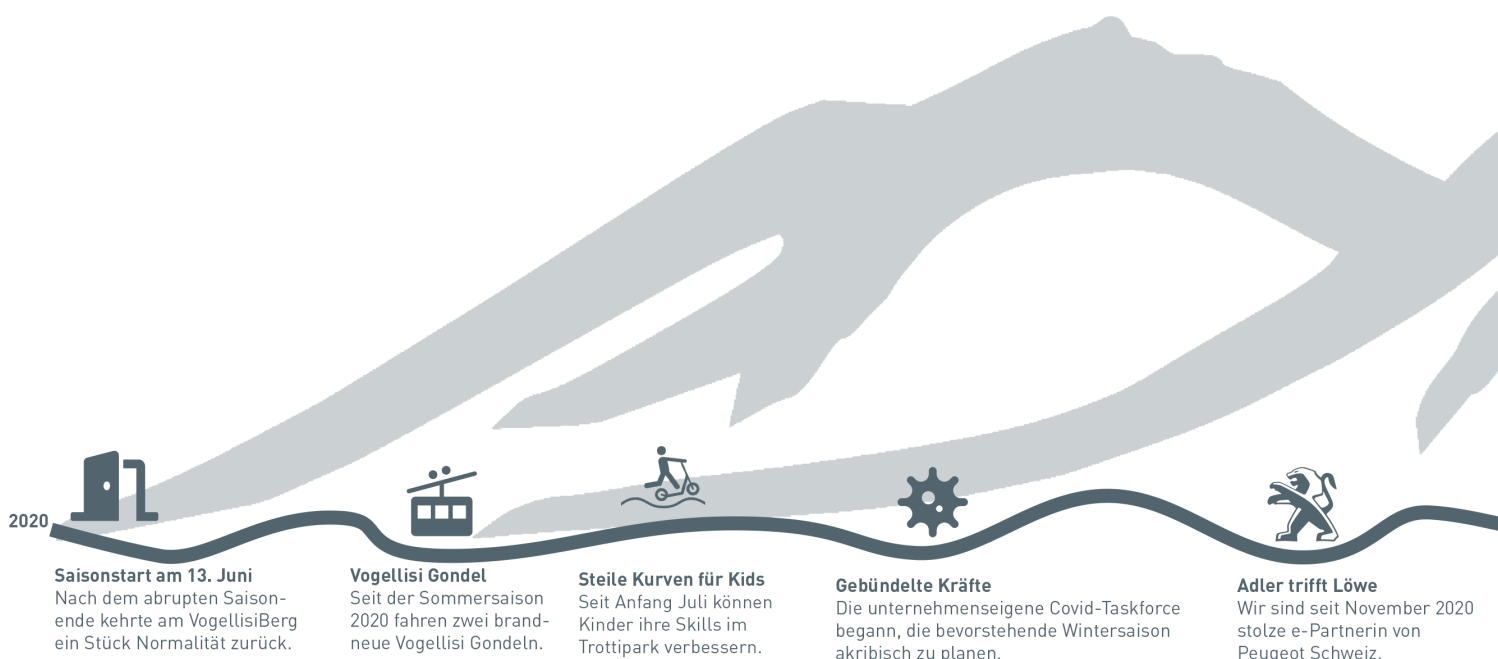 2020
Saisonstart am 13. Juni
Nach dem abrupten Saison-
ende kehrte am VogellisiBerg
ein Stück Normalität zurück.
Vogellisi Gondel
Seit der Sommersaison
2020 fahren zwei brand-
neue Vogellisi Gondeln.
Steile Kurven für Kids
Seit Anfang Juli können
Kinder ihre Skills im
Trottipark verbessern.
Gebündelte Kräfte
Die unternehmenseigene Covid-Taskforce
begann, die bevorstehende Wintersaison
akribisch zu planen.
Adler trifft Löwe
Wir sind seit November 2020
stolze e-Partnerin von
Peugeot Schweiz.